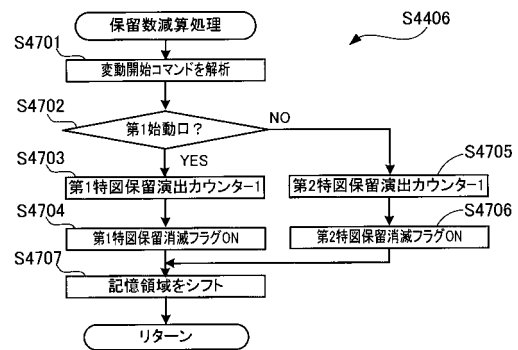 保留数減算処理
S4406
S4701
変動開始コマンドを解析
S4702
第1始動口?
NO
YES
S4703
第1特図保留演出カウンタ-1
S4705
第2特図保留演出カウンタ-1
S4704
第1特図保留消滅フラグON
S4706
第2特図保留消滅フラグON
S4707
記憶領域をシフト
リターン